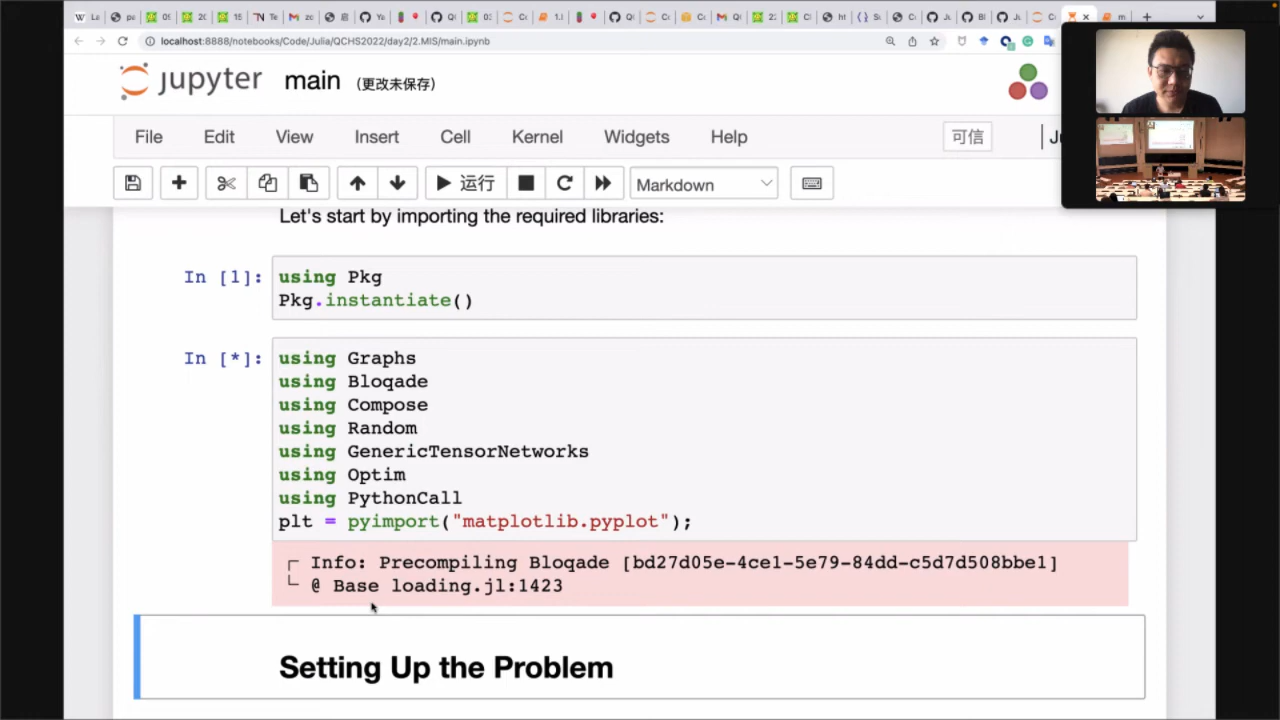 localhost:8888/notebooks/Code/Julia/QCHS2022/day2/2.MIS/main.ipynb
jupyter main (更改未保存)
File Edit View Insert Cell Kernel Widgets Help 可信
运行 Markdown
Let's start by importing the required libraries:
In [1]: using Pkg
Pkg.instantiate()
In [*]: using Graphs
using Bloqade
using Compose
using Random
using GenericTensorNetworks
using Optim
using PythonCall
plt = pyimport("matplotlib.pyplot");
┌ Info: Precompiling Bloqade [bd27d05e-4ce1-5e79-84dd-c5d7d508bbe1]
└ @ Base loading.jl:1423
Setting Up the Problem